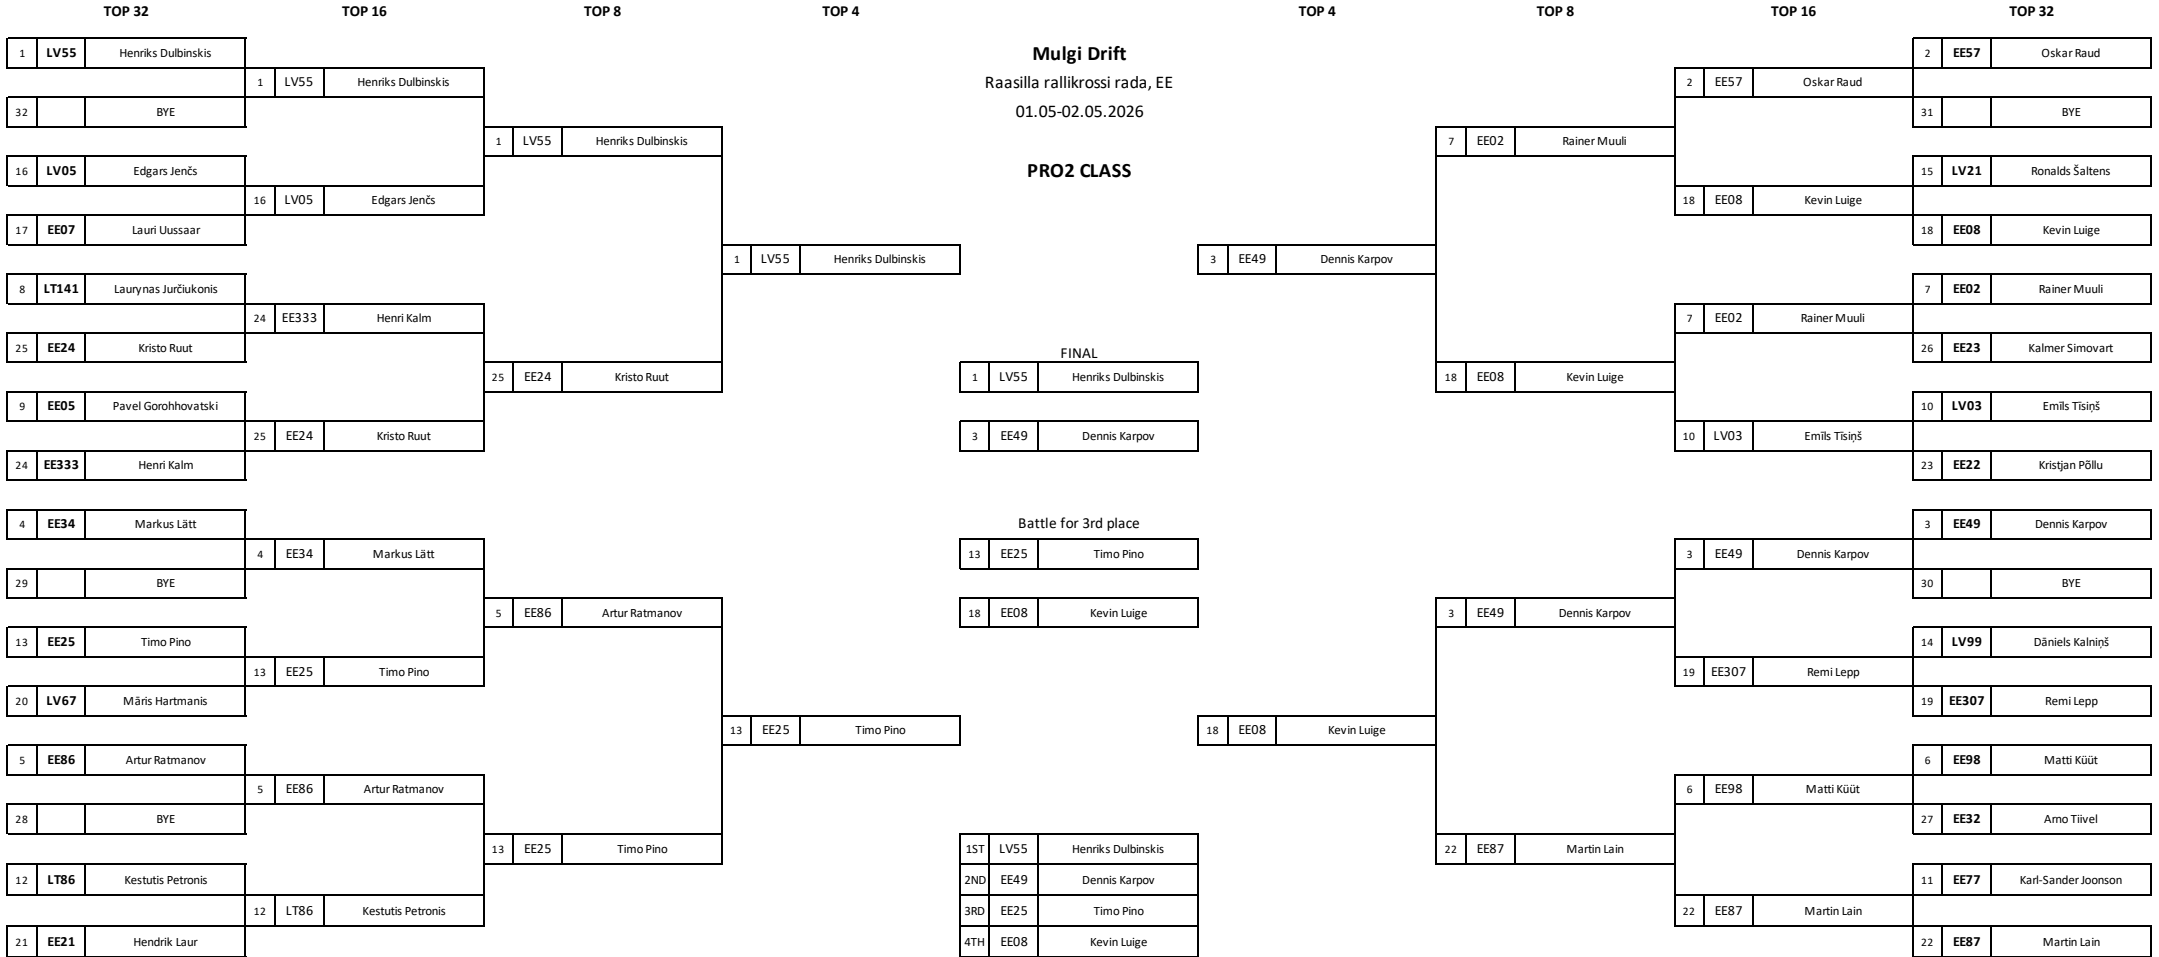 TOP 32 TOP 16 TOP 8 TOP 4 TOP 4 TOP 8 TOP 16 TOP 32
1 LV55 Henriks Dulbinskis
32 BYE
16 LV05 Edgars Jenčs
17 EE07 Lauri Uussaar
8 LT141 Laurynas Jurčiukonis
25 EE24 Kristo Ruut
9 EE05 Pavel Gorohhovatski
24 EE333 Henri Kalm
4 EE34 Markus Lätt
29 BYE
13 EE25 Timo Pino
20 LV67 Māris Hartmanis
5 EE86 Artur Ratmanov
28 BYE
12 LT86 Kestutis Petronis
21 EE21 Hendrik Laur
1 LV55 Henriks Dulbinskis
16 LV05 Edgars Jenčs
24 EE333 Henri Kalm
25 EE24 Kristo Ruut
4 EE34 Markus Lätt
13 EE25 Timo Pino
5 EE86 Artur Ratmanov
12 LT86 Kestutis Petronis
1 LV55 Henriks Dulbinskis
25 EE24 Kristo Ruut
5 EE86 Artur Ratmanov
13 EE25 Timo Pino
1 LV55 Henriks Dulbinskis
13 EE25 Timo Pino
Mulgi Drift
Raasilla rallikrossi rada, EE
01.05-02.05.2026
PRO2 CLASS
FINAL
1 LV55 Henriks Dulbinskis
3 EE49 Dennis Karpov
Battle for 3rd place
13 EE25 Timo Pino
18 EE08 Kevin Luige
1ST LV55 Henriks Dulbinskis
2ND EE49 Dennis Karpov
3RD EE25 Timo Pino
4TH EE08 Kevin Luige
3 EE49 Dennis Karpov
18 EE08 Kevin Luige
7 EE02 Rainer Muuli
18 EE08 Kevin Luige
3 EE49 Dennis Karpov
22 EE87 Martin Lain
2 EE57 Oskar Raud
18 EE08 Kevin Luige
7 EE02 Rainer Muuli
10 LV03 Emīls Tīsiņš
3 EE49 Dennis Karpov
19 EE307 Remi Lepp
6 EE98 Matti Küüt
22 EE87 Martin Lain
2 EE57 Oskar Raud
31 BYE
15 LV21 Ronalds Šaltens
18 EE08 Kevin Luige
7 EE02 Rainer Muuli
26 EE23 Kalmer Simovart
10 LV03 Emīls Tīsiņš
23 EE22 Kristjan Põllu
3 EE49 Dennis Karpov
30 BYE
14 LV99 Dāniels Kalniņš
19 EE307 Remi Lepp
6 EE98 Matti Küüt
27 EE32 Arno Tiivel
11 EE77 Karl-Sander Joonson
22 EE87 Martin Lain